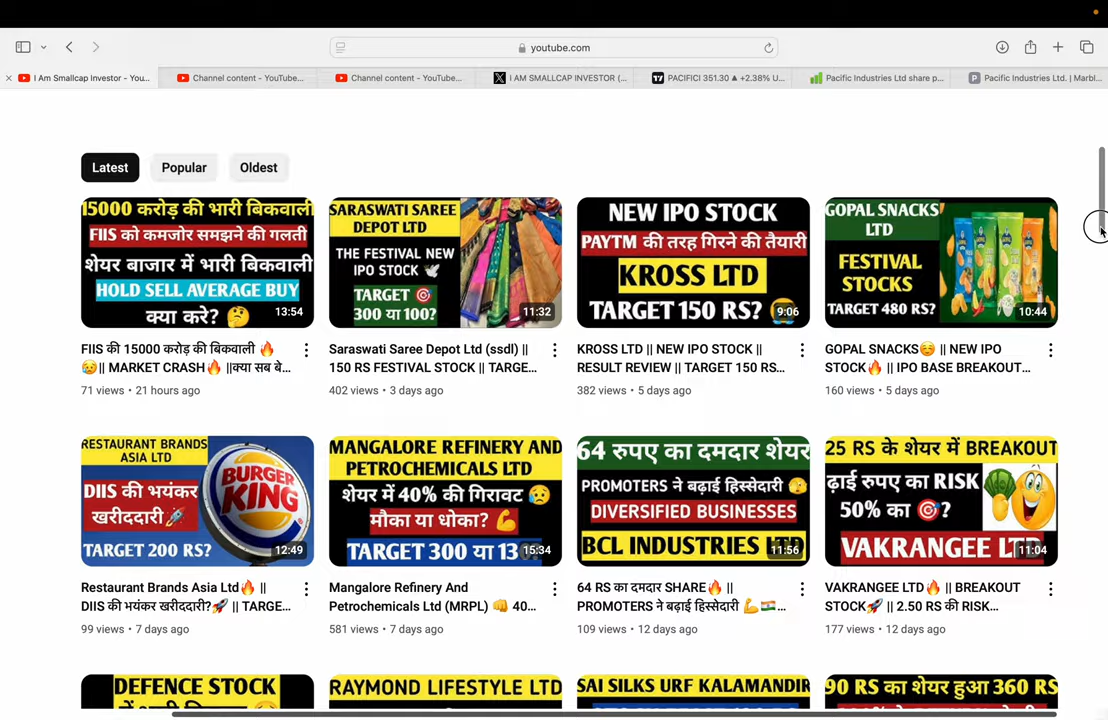 youtube.com
I Am Smallcap Investor - You...
Channel content - YouTube...
Channel content - YouTube...
I AM SMALLCAP INVESTOR (...
PACIFICI 351.30 ▲ +2.38% U...
Pacific Industries Ltd share p...
Pacific Industries Ltd. | Marbl...
Latest
Popular
Oldest
15000 करोड़ की भारी बिकवाली
FIIS को कमजोर समझने की गलती
शेयर बाजार में भारी बिकवाली
HOLD SELL AVERAGE BUY
क्या करे? 🤔
13:54
FIIS की 15000 करोड़ की बिकवाली 🔥
😥|| MARKET CRASH🔥 ||क्या सब बे...
71 views • 21 hours ago
SARASWATI SAREE
DEPOT LTD
THE FESTIVAL NEW
IPO STOCK 🕊
TARGET 🎯
300 या 100?
11:32
Saraswati Saree Depot Ltd (ssdl) ||
150 RS FESTIVAL STOCK || TARGE...
402 views • 3 days ago
NEW IPO STOCK
PAYTM की तरह गिरने की तैयारी
KROSS LTD
TARGET 150 RS?
9:06
KROSS LTD || NEW IPO STOCK ||
RESULT REVIEW || TARGET 150 RS...
382 views • 5 days ago
GOPAL SNACKS
LTD
FESTIVAL
STOCKS
TARGET 480 RS?
10:44
GOPAL SNACKS☺️ || NEW IPO
STOCK🔥 || IPO BASE BREAKOUT...
160 views • 5 days ago
RESTAURANT BRANDS
ASIA LTD
DIIS की भयंकर
खरीददारी 🚀
TARGET 200 RS?
BURGER
KING
12:49
Restaurant Brands Asia Ltd🔥 ||
DIIS की भयंकर खरीददारी?🚀 || TARGE...
99 views • 7 days ago
MANGALORE REFINERY AND
PETROCHEMICALS LTD
शेयर में 40% की गिरावट 😥
मौका या धोका? 💪
TARGET 300 या 13
15:34
Mangalore Refinery And
Petrochemicals Ltd (MRPL) 👊 40...
581 views • 7 days ago
64 रुपए का दमदार शेयर
PROMOTERS ने बढ़ाई हिस्सेदारी 🫣
DIVERSIFIED BUSINESSES
BCL INDUSTRIES LTD
11:56
64 RS का दमदार SHARE🔥 ||
PROMOTERS ने बढ़ाई हिस्सेदारी 💪🇮🇳...
109 views • 12 days ago
25 RS के शेयर में BREAKOUT
ढ़ाई रुपए का RISK
50% का 🎯?
VAKRANGEE LTD
11:04
VAKRANGEE LTD🔥 || BREAKOUT
STOCK🚀 || 2.50 RS की RISK...
177 views • 12 days ago
DEFENCE STOCK
RAYMOND LIFESTYLE LTD
SAI SILKS URF KALAMANDIR
90 RS का शेयर हुआ 360 RS